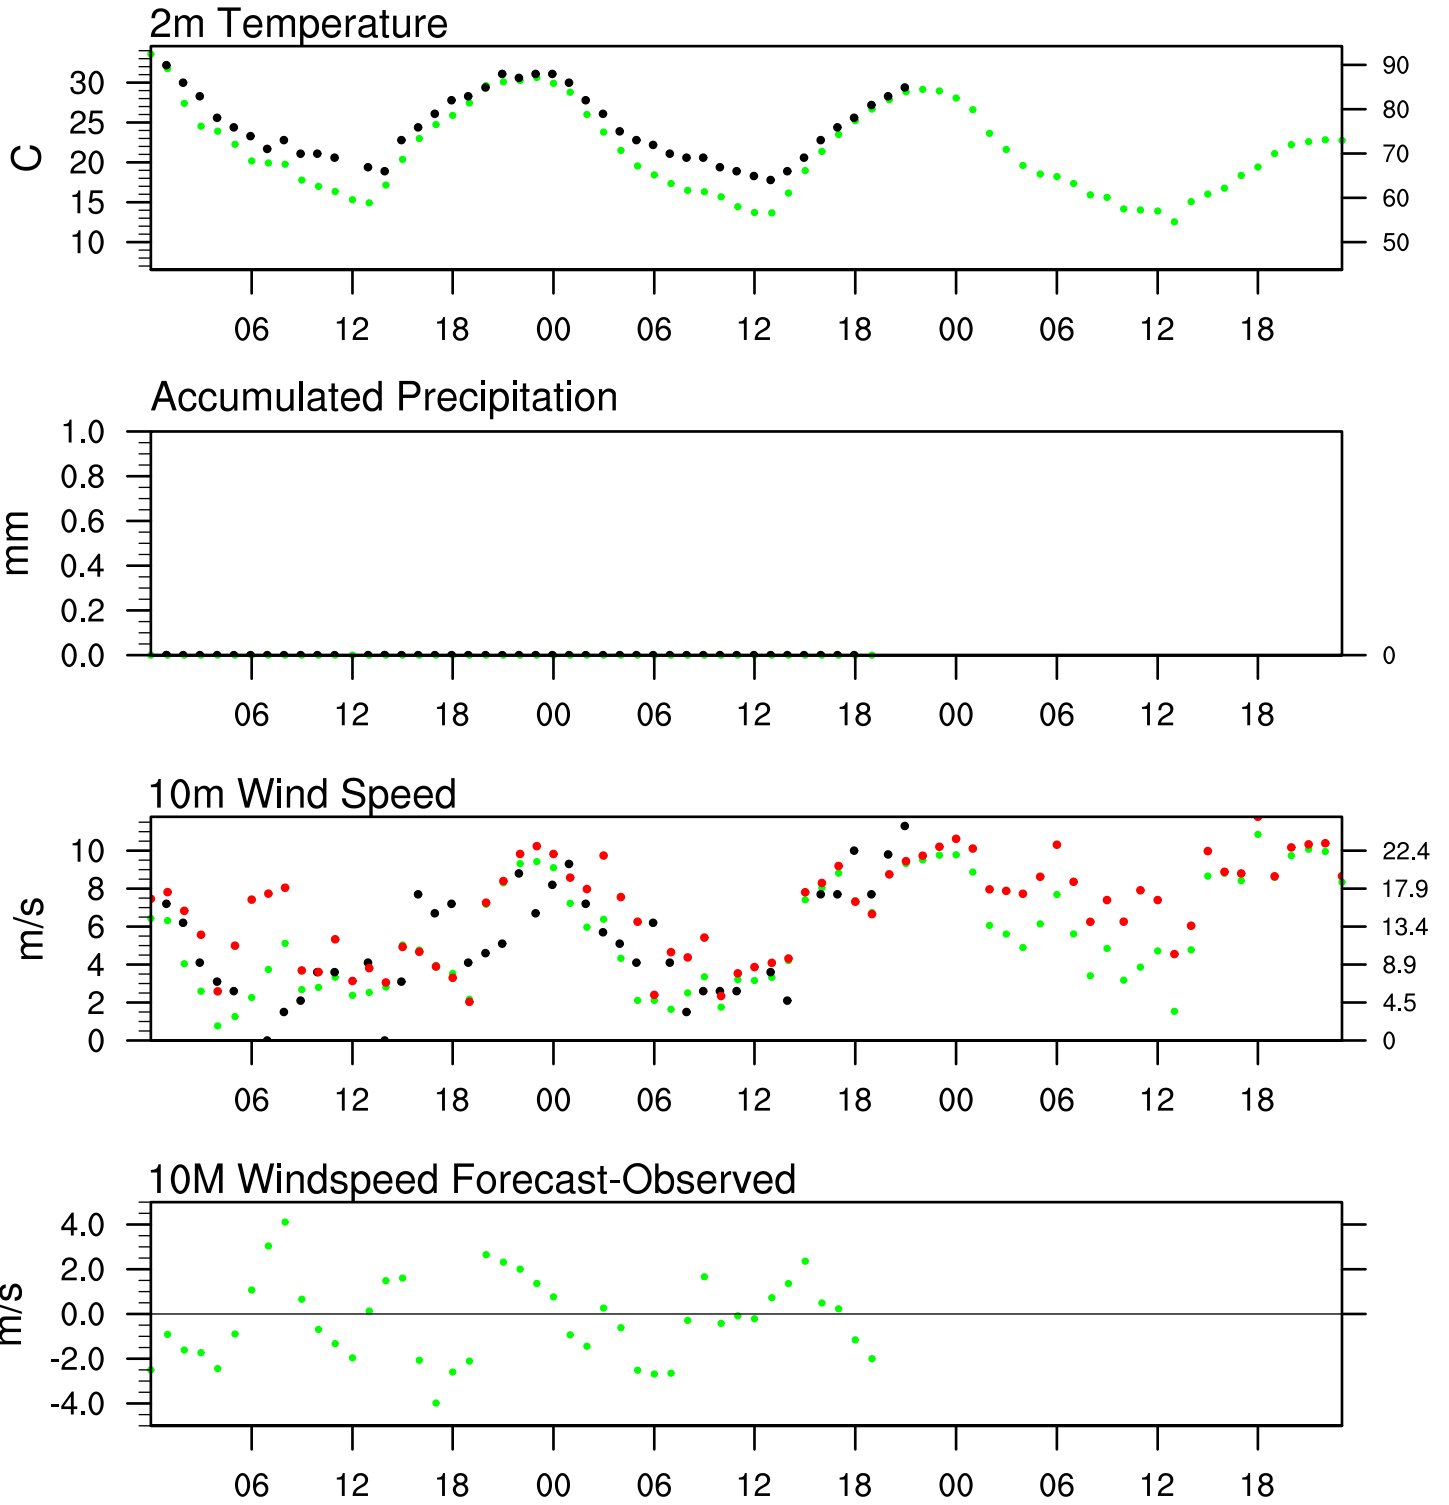 2m Temperature
C
30
25
20
15
10
90
80
70
60
50
06 12 18 00 06 12 18 00 06 12 18
Accumulated Precipitation
mm
1.0
0.8
0.6
0.4
0.2
0.0
0
06 12 18 00 06 12 18 00 06 12 18
10m Wind Speed
m/s
10
8
6
4
2
0
22.4
17.9
13.4
8.9
4.5
0
06 12 18 00 06 12 18 00 06 12 18
10M Windspeed Forecast-Observed
m/s
4.0
2.0
0.0
-2.0
-4.0
06 12 18 00 06 12 18 00 06 12 18